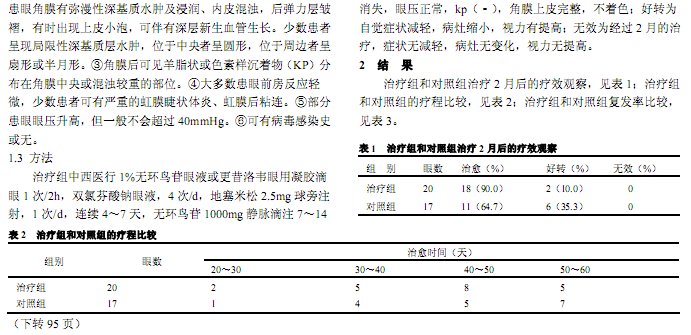 患眼角膜有弥漫性深基质水肿及浸润、内皮混浊，后弹力层皱
褶，有时出现上皮小泡，可伴有深层新生血管生长。少数患者
呈现局限性深基质层水肿，位于中央者呈圆形，位于周边者呈
扇形或半月形。③角膜后可见羊脂状或色素样沉着物（KP）分
布在角膜中央或混浊较重的部位。④大多数患眼前房反应轻
微，少数患者可有严重的虹膜睫状体炎、虹膜后粘连。⑤部分
患眼眼压升高，但一般不会超过 40mmHg。⑥可有病毒感染史
或无。
1.3 方法
治疗组中西医行 1%无环鸟苷眼液或更昔洛韦眼用凝胶滴
眼 1 次/2h，双氯芬酸钠眼液，4 次/d，地塞米松 2.5mg 球旁注
射，1 次/d，连续 4～7 天，无环鸟苷 1000mg 静脉滴注 7～14
消失，眼压正常，kp（-），角膜上皮完整，不着色；好转为
自觉症状减轻，病灶缩小，视力有提高；无效为经过 2 月的治
疗，症状无减轻，病灶无变化，视力无提高。
2 结 果
治疗组和对照组治疗 2 月后的疗效观察，见表 1；治疗组
和对照组的疗程比较，见表 2；治疗组和对照组复发率比较，
见表 3。
表 1 治疗组和对照组治疗 2 月后的疗效观察
组 别 眼数 治愈（%） 好转（%） 无效（%）
治疗组 20 18（90.0） 2（10.0） 0
对照组 17 11（64.7） 6（35.3） 0
表 2 治疗组和对照组的疗程比较
组别 眼数 治愈时间（天）
20～30 30～40 40～50 50～60
治疗组 20 2 5 8 5
对照组 17 1 4 5 7
（下转 95 页）